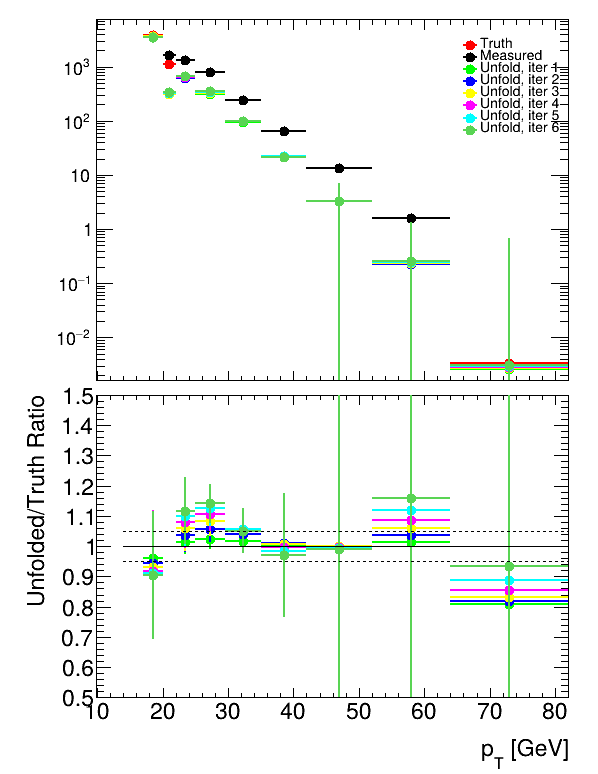 10³
10²
10
1
10⁻¹
10⁻²
Truth
Measured
Unfold, iter 1
Unfold, iter 2
Unfold, iter 3
Unfold, iter 4
Unfold, iter 5
Unfold, iter 6
Unfolded/Truth Ratio
1.5
1.4
1.3
1.2
1.1
1
0.9
0.8
0.7
0.6
0.5
10 20 30 40 50 60 70 80
p_T [GeV]